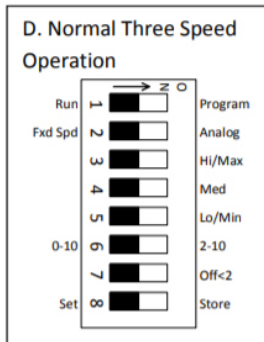 D. Normal Three Speed
Operation
O
N
Run 1 Program
Fxd Spd 2 Analog
3 Hi/Max
4 Med
5 Lo/Min
0-10 6 2-10
7 Off<2
Set 8 Store